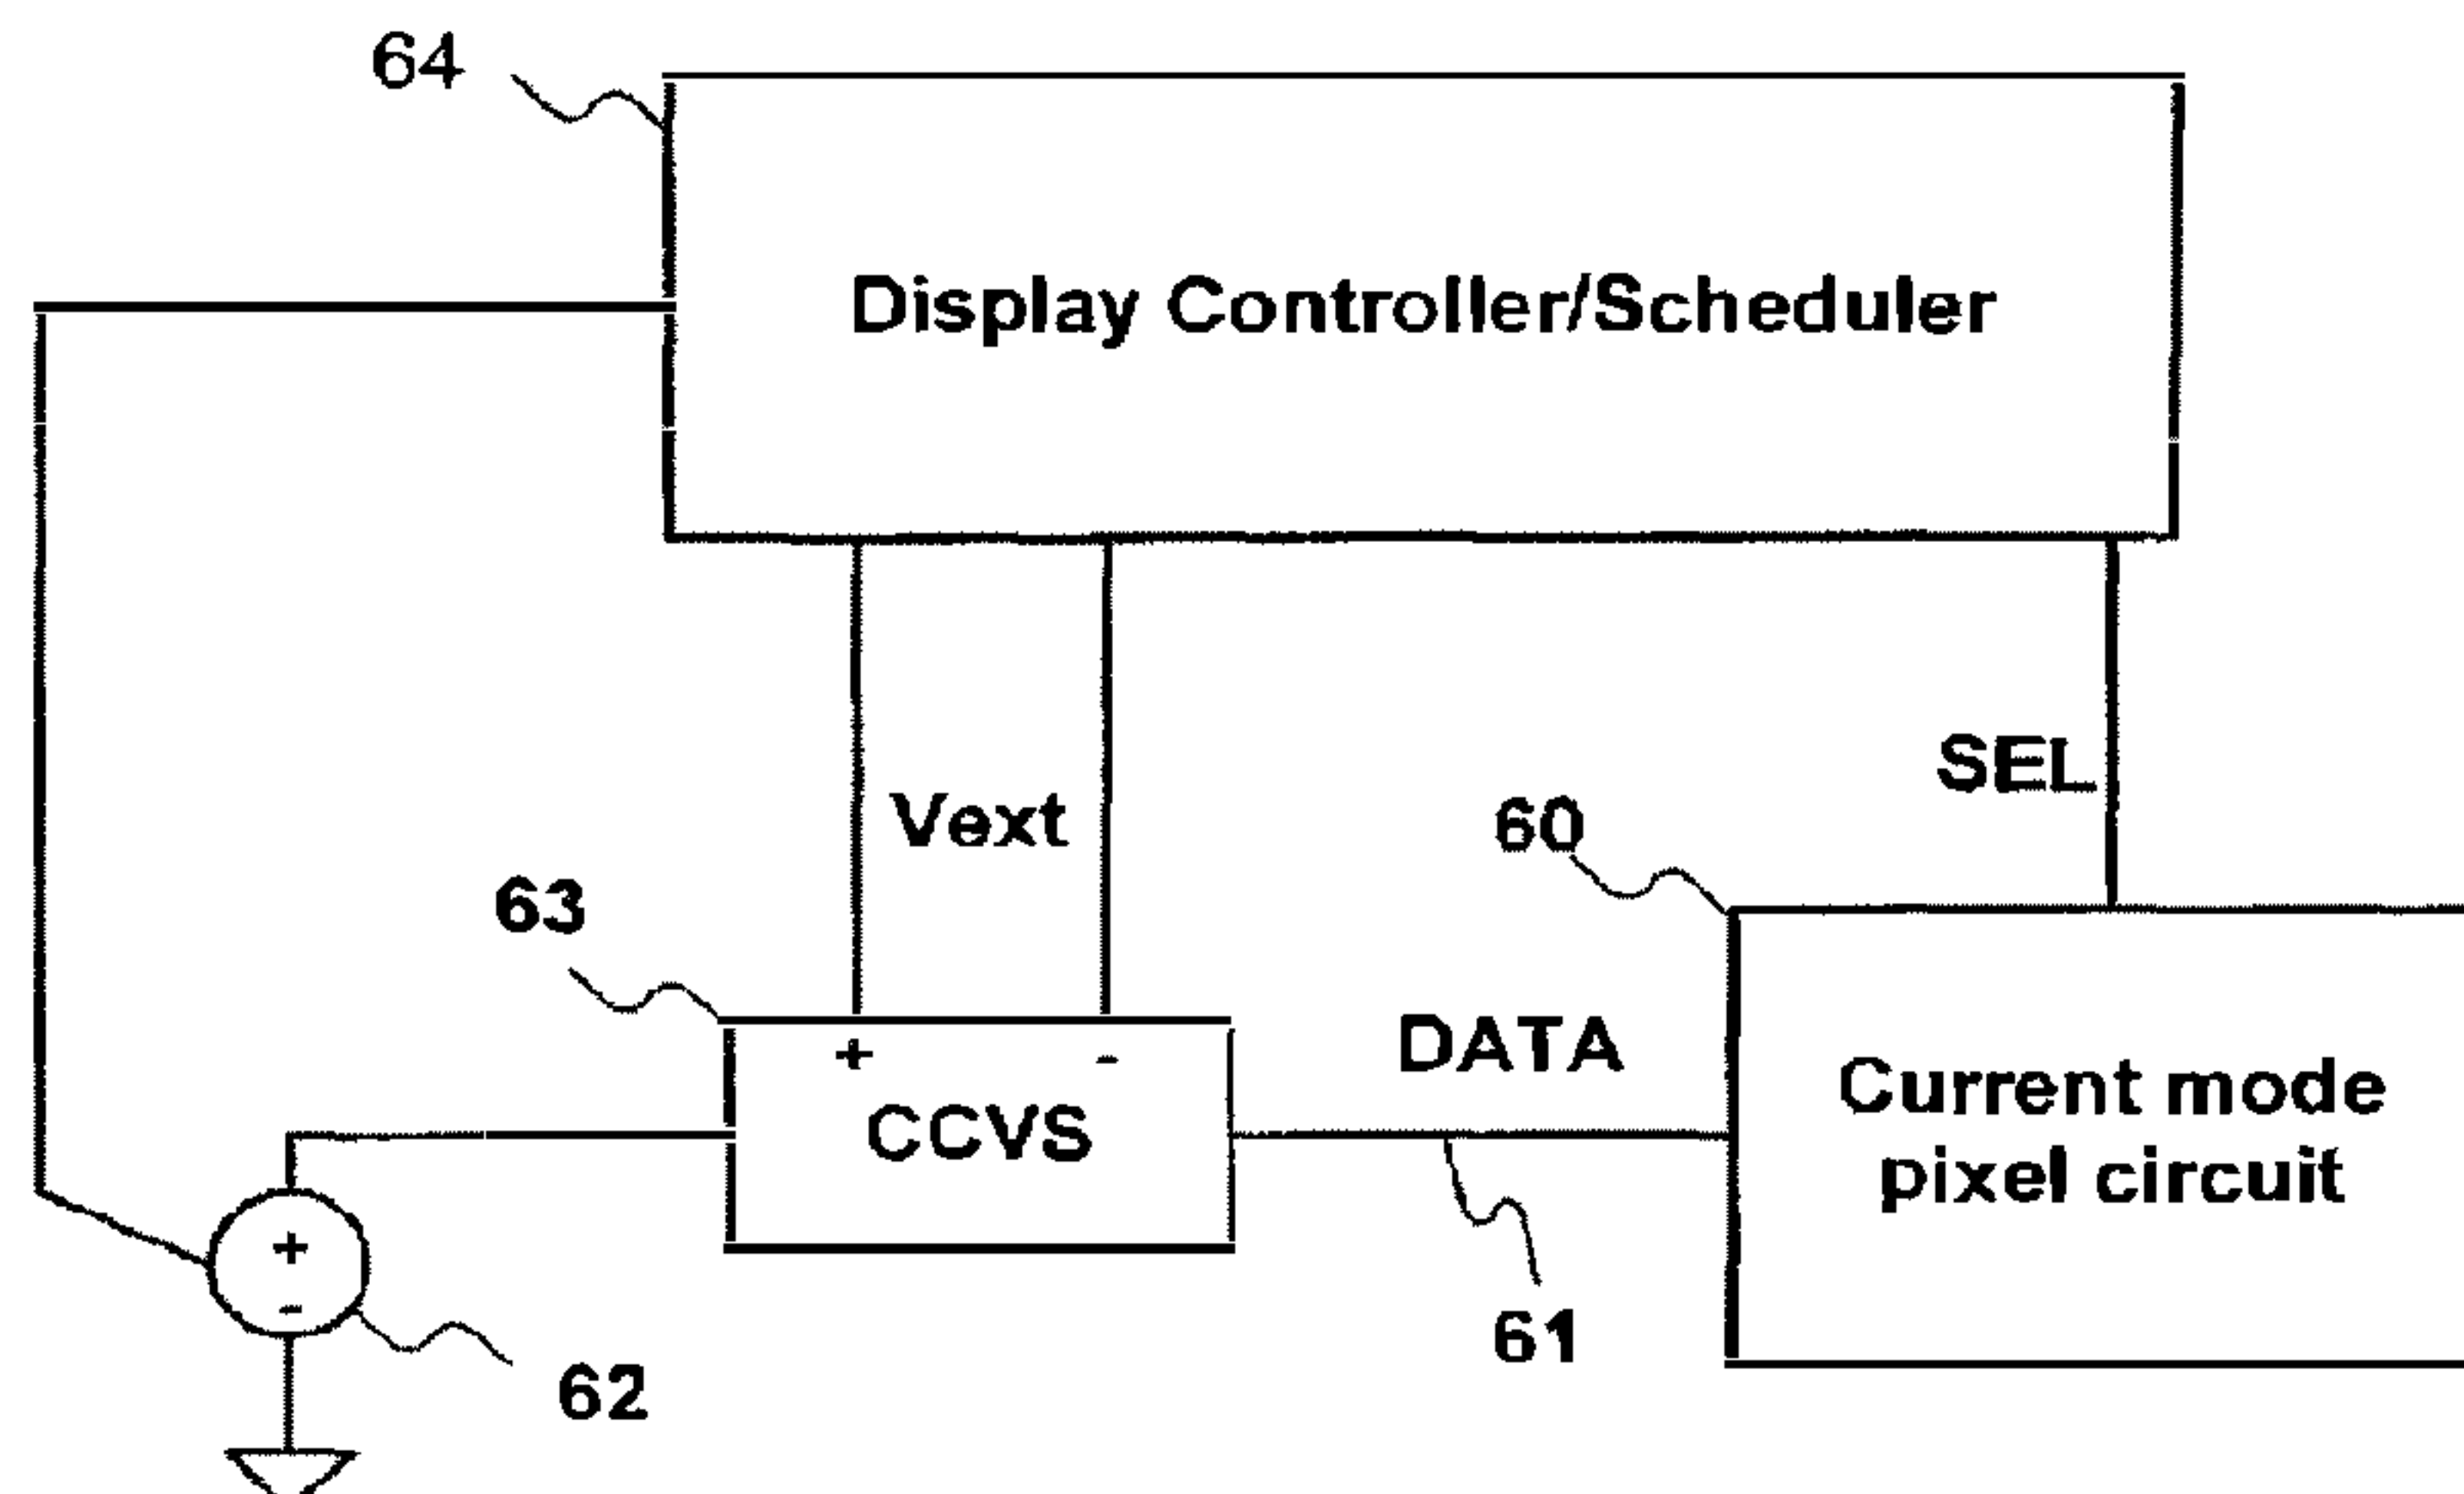 64
Display Controller/Scheduler
SEL
Vext
60
63
DATA
+ -
CCVS
Current mode
pixel circuit
+
-
61
62